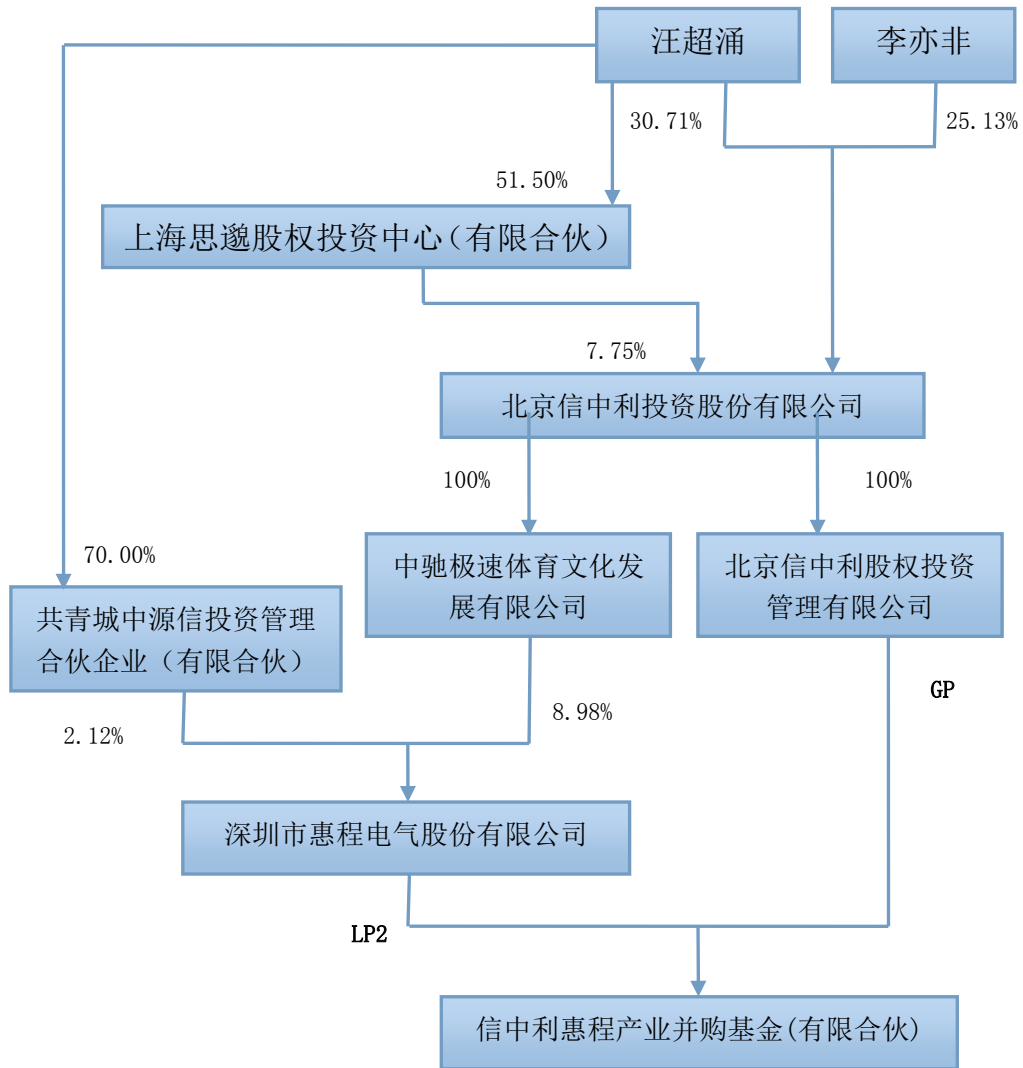 汪超涌
李亦非
30.71%
25.13%
51.50%
上海思邈股权投资中心(有限合伙)
7.75%
北京信中利投资股份有限公司
100%
100%
70.00%
中驰极速体育文化发
展有限公司
北京信中利股权投资
管理有限公司
共青城中源信投资管理
合伙企业（有限合伙）
GP
8.98%
2.12%
深圳市惠程电气股份有限公司
LP2
信中利惠程产业并购基金(有限合伙)